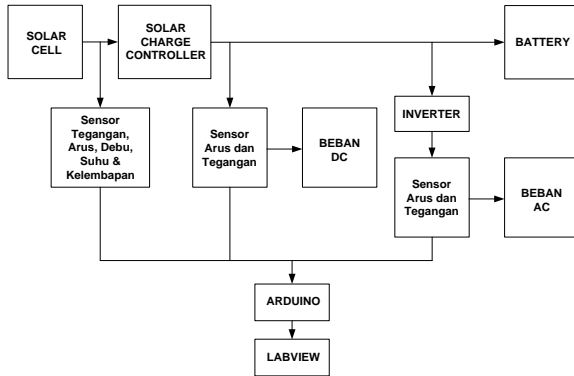 SOLAR
CELL
SOLAR
CHARGE
CONTROLLER
BATTERY
Sensor
Tegangan,
Arus, Debu,
Suhu &
Kelembapan
Sensor
Arus dan
Tegangan
BEBAN
DC
INVERTER
Sensor
Arus dan
Tegangan
BEBAN
AC
ARDUINO
LABVIEW